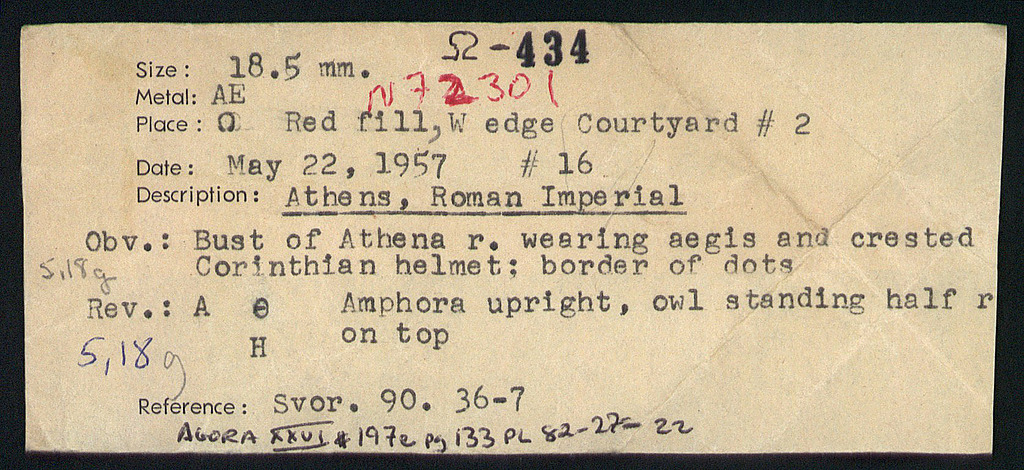 Ω-434
Size: 18.5 mm.
N72301
Metal: AE
Place: Ω Red fill, W edge Courtyard # 2
Date: May 22, 1957 # 16
Description: Athens, Roman Imperial
Obv.: Bust of Athena r. wearing aegis and crested
5,18g Corinthian helmet; border of dots
Rev.: A Θ Amphora upright, owl standing half r
H on top
5,18 g
Reference: Svor. 90. 36-7
AGORA XXVI # 197e pg 133 PL 82-27- 22